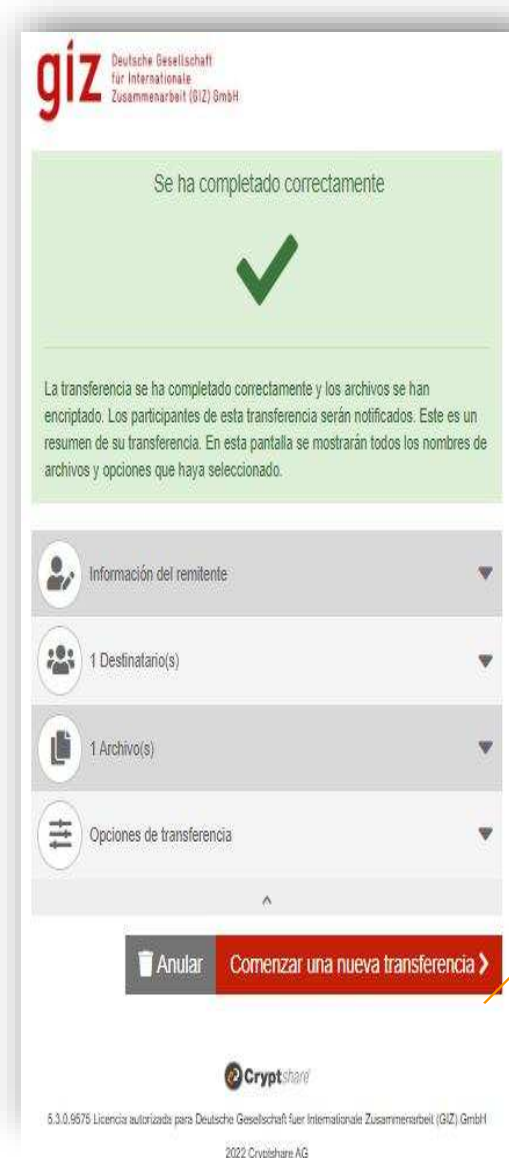 giz
Deutsche Gesellschaft
für Internationale
Zusammenarbeit (GIZ) GmbH
Se ha completado correctamente
La transferencia se ha completado correctamente y los archivos se han
encriptado. Los participantes de esta transferencia serán notificados. Este es un
resumen de su transferencia. En esta pantalla se mostrarán todos los nombres de
archivos y opciones que haya seleccionado.
Información del remitente
1 Destinatario(s)
1 Archivo(s)
Opciones de transferencia
Anular
Comenzar una nueva transferencia
Cryptshare
5.3.0.9575 Licencia autorizada para Deutsche Gesellschaft fuer Internationale Zusammenarbeit (GIZ) GmbH
2022 Cryptshare AG